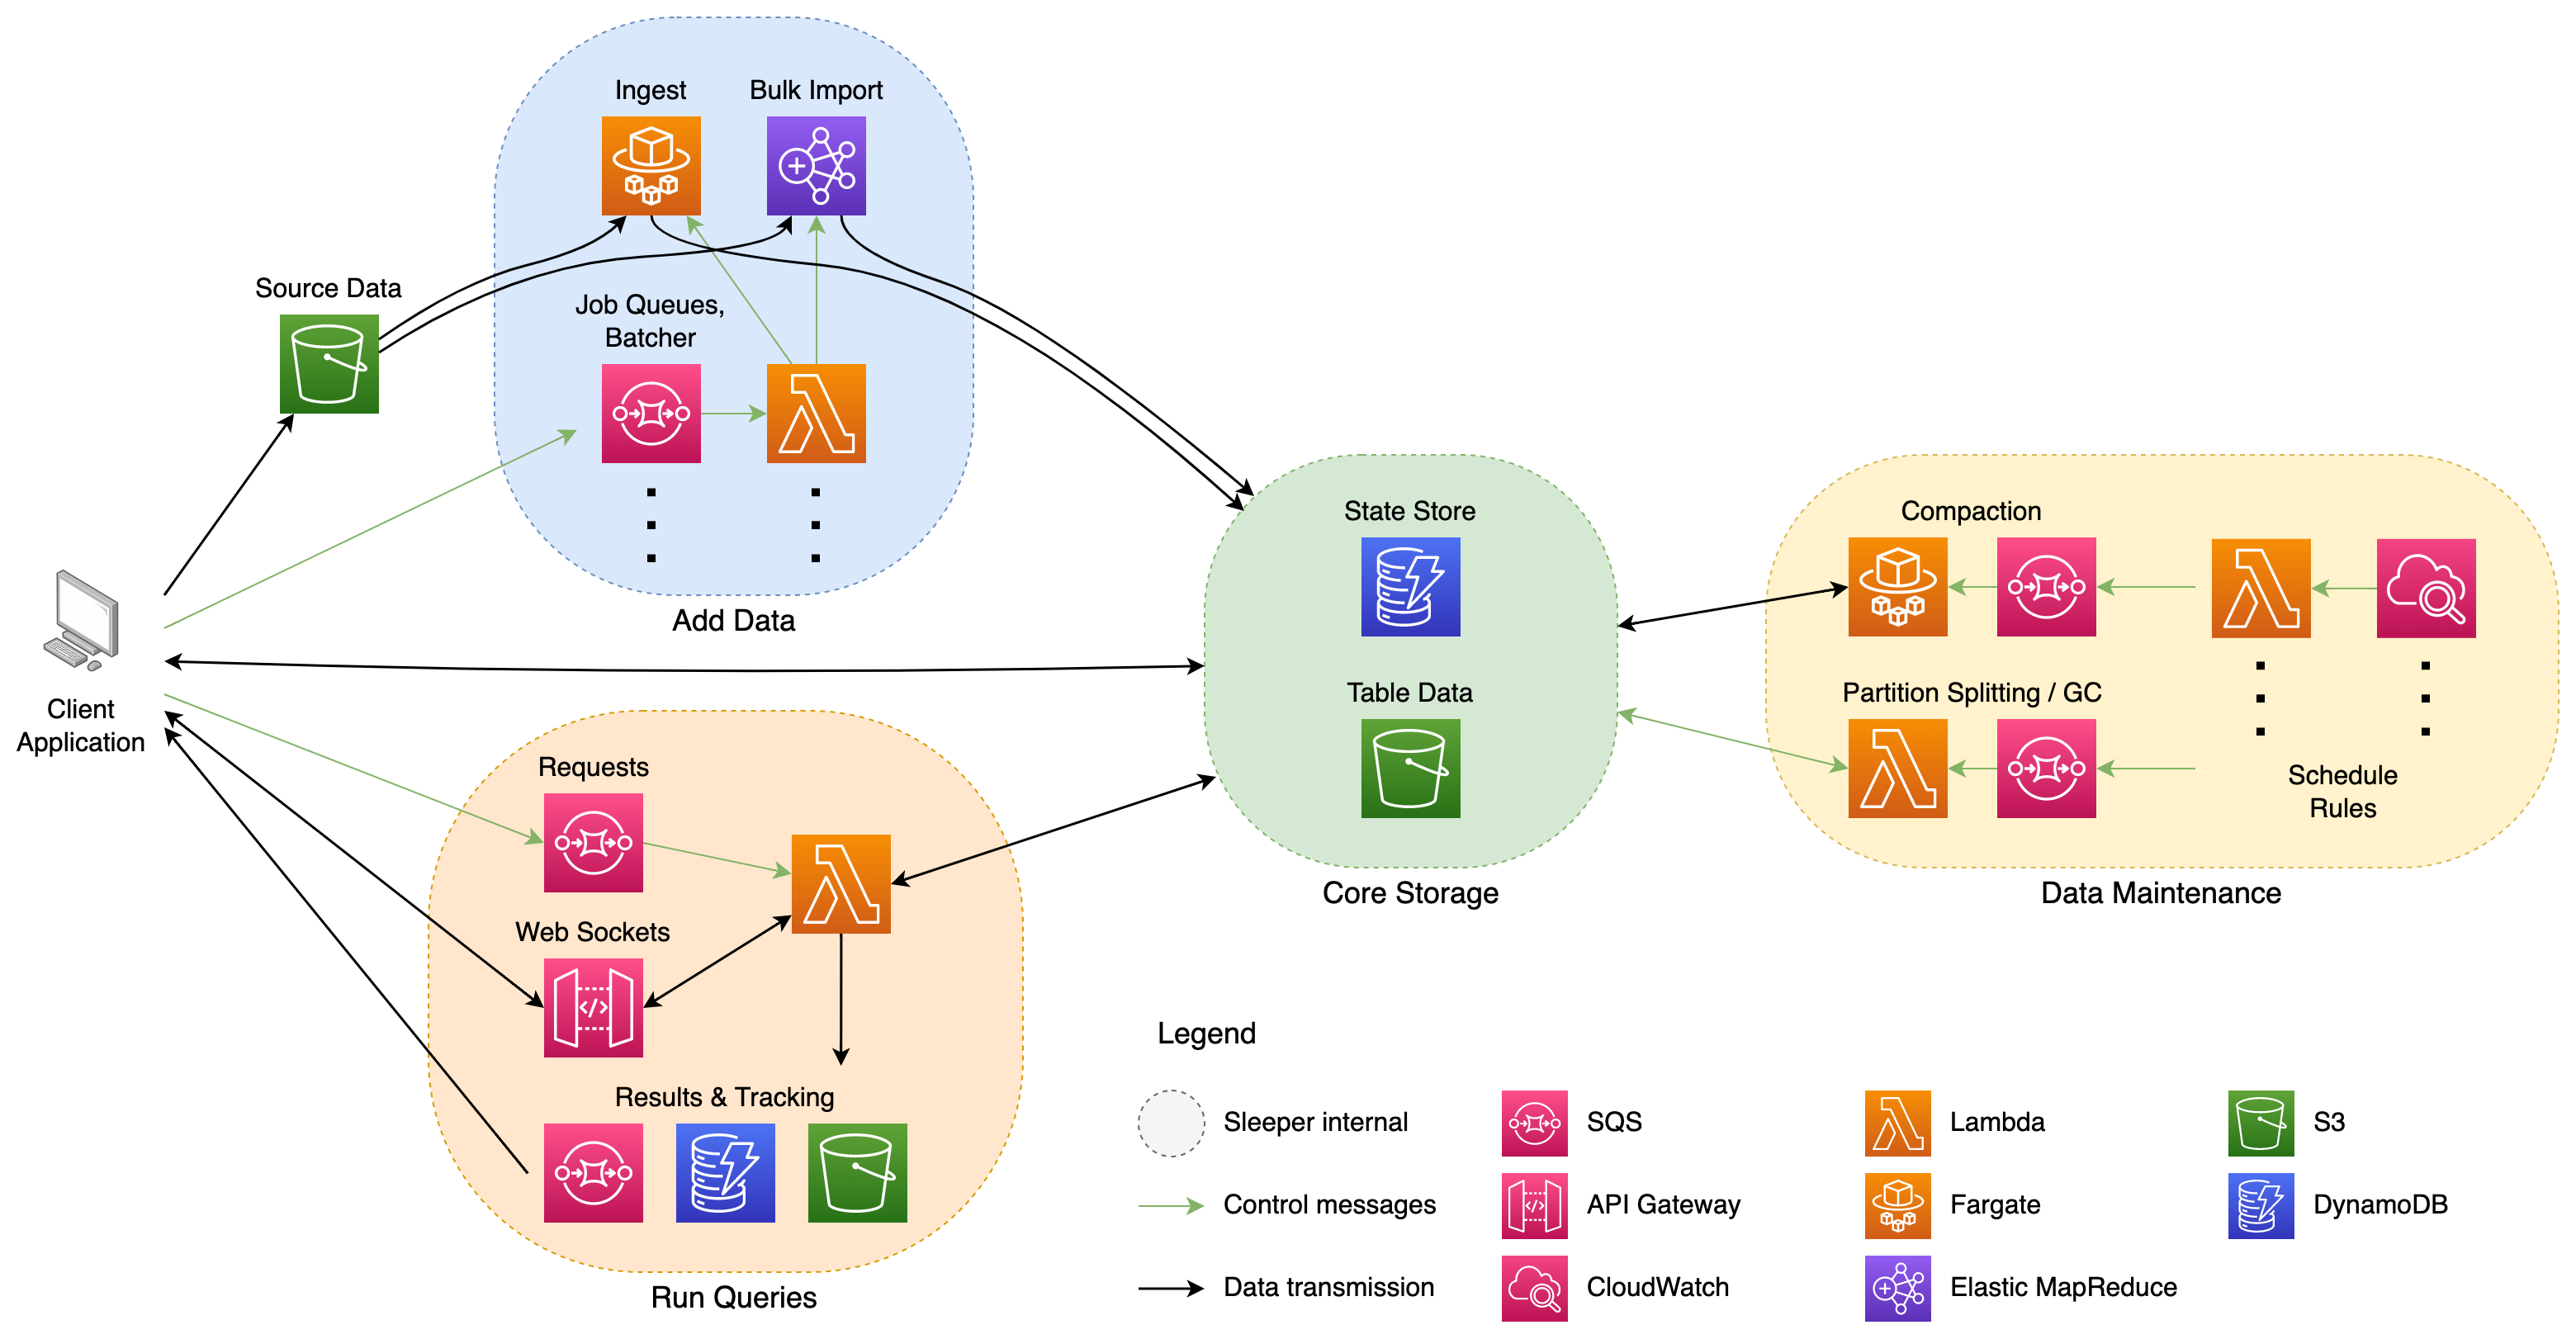 Ingest
Bulk Import
Source Data
Job Queues,
Batcher
Add Data
Client
Application
State Store
Table Data
Core Storage
Compaction
Partition Splitting / GC
Schedule
Rules
Data Maintenance
Requests
Web Sockets
Results & Tracking
Run Queries
Legend
Sleeper internal
SQS
Lambda
S3
Control messages
API Gateway
Fargate
DynamoDB
Data transmission
CloudWatch
Elastic MapReduce